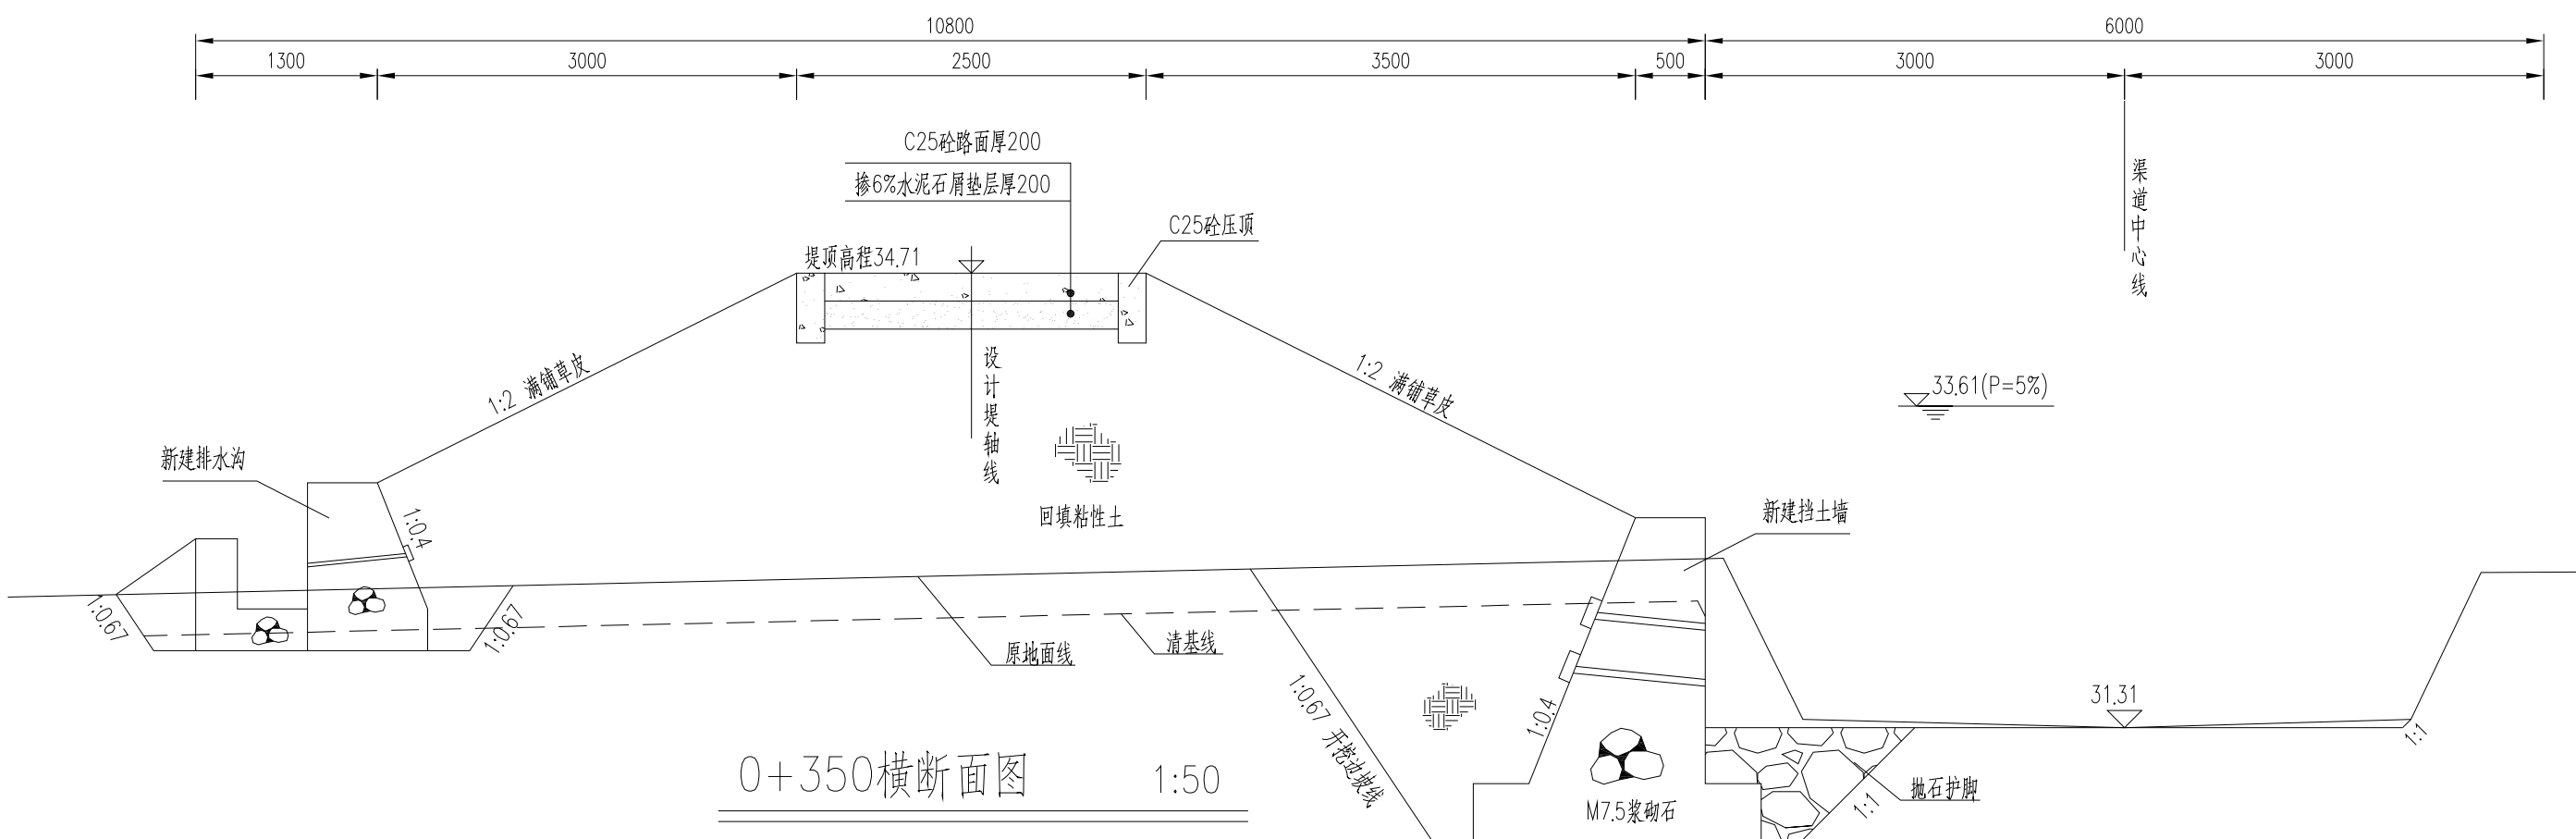 10800
6000
1300
3000
2500
3500
500
3000
3000
C25砼路面厚200
掺6%水泥石屑垫层厚200
C25砼压顶
渠道中心线
堤顶高程34.71
设计堤轴线
1:2 满铺草皮
1:2 满铺草皮
33.61(P=5%)
新建排水沟
1:0.4
回填粘性土
新建挡土墙
1:0.67
1:0.67
原地面线
清基线
1:0.67 开挖边坡线
1:0.4
31.31
1:1
0+350横断面图
1:50
M7.5浆砌石
1:1
抛石护脚